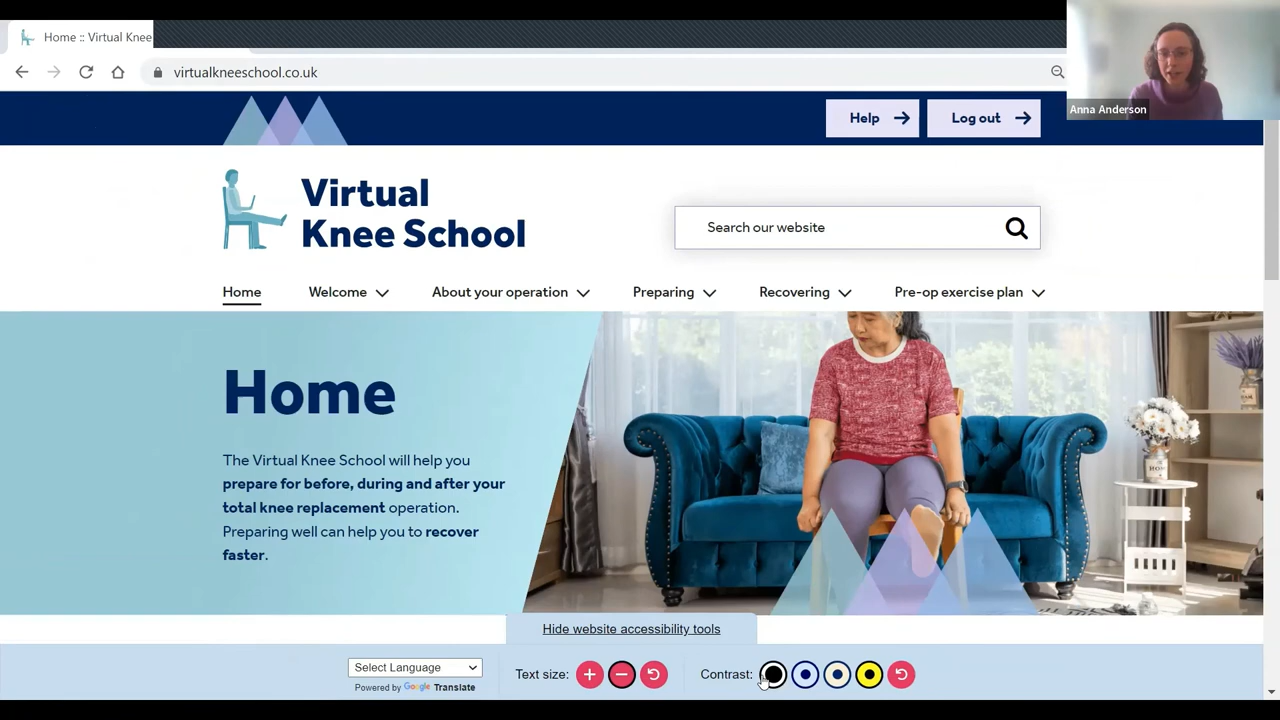 Home :: Virtual Knee
virtualkneeschool.co.uk
Anna Anderson
Help
Log out
Virtual
Knee School
Search our website
Home
Welcome
About your operation
Preparing
Recovering
Pre-op exercise plan
Home
The Virtual Knee School will help you
prepare for before, during and after your
total knee replacement operation.
Preparing well can help you to recover
faster.
HOME
Hide website accessibility tools
Select Language
Powered by Google Translate
Text size:
Contrast: